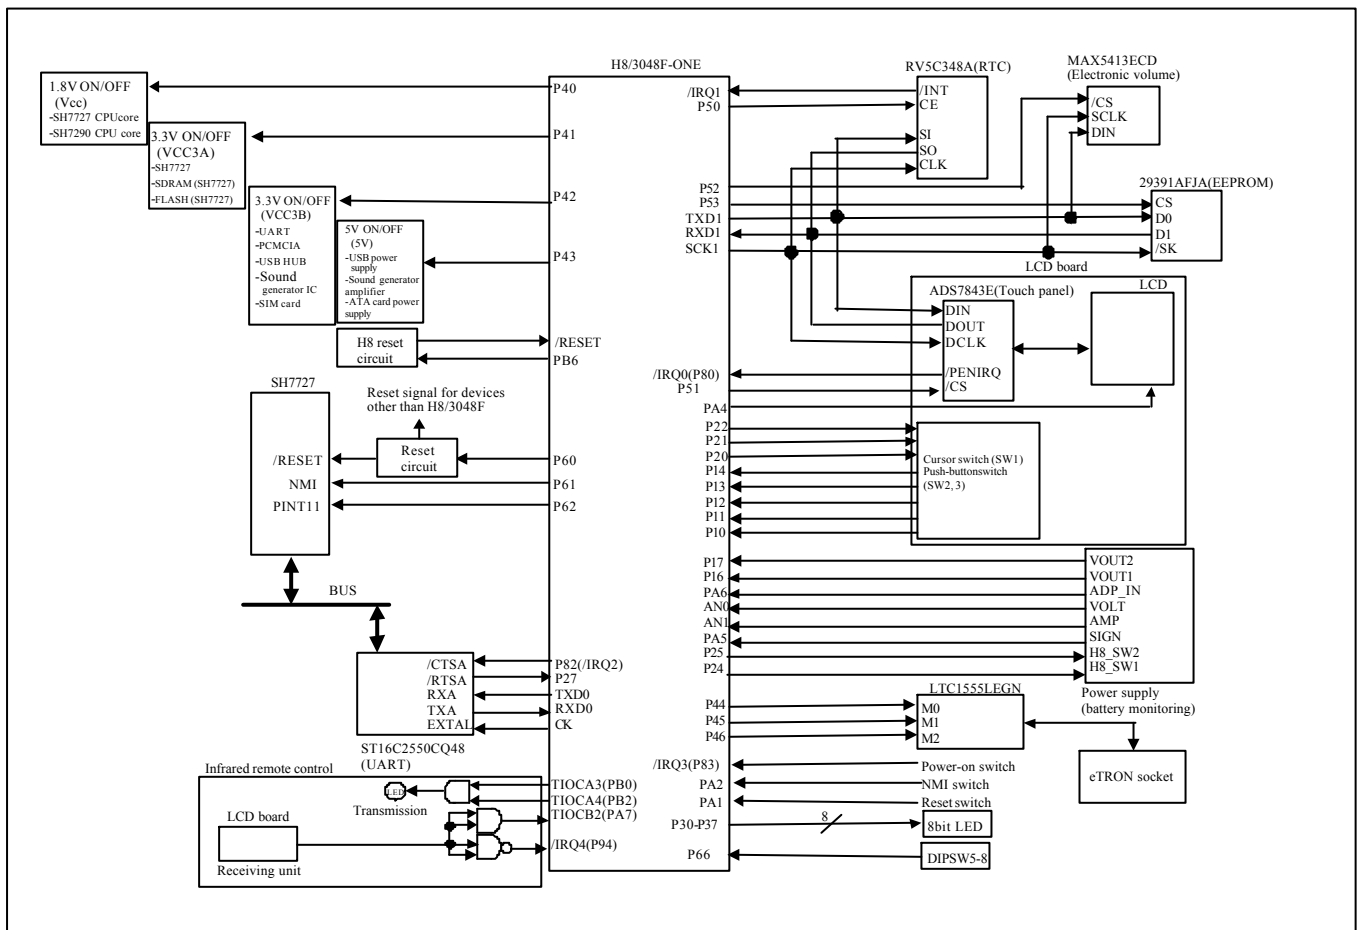 H8/3048F-ONE
1.8V ON/OFF
(Vcc)
-SH7727 CPUcore
-SH7290 CPU core
3.3V ON/OFF
(VCC3A)
-SH7727
-SDRAM (SH7727)
-FLASH (SH7727)
3.3V ON/OFF
(VCC3B)
-UART
-PCMCIA
-USB HUB
-Sound
generator IC
-SIM card
5V ON/OFF
(5V)
-USB power
supply
-Sound generator
amplifier
-ATA card power
supply
P40
P41
P42
P43
H8 reset
circuit
/RESET
PB6
SH7727
Reset signal for devices
other than H8/3048F
/RESET
NMI
PINT11
Reset
circuit
P60
P61
P62
BUS
/CTSA
/RTSA
RXA
TXA
EXTAL
P82(/IRQ2)
P27
TXD0
RXD0
CK
ST16C2550CQ48
(UART)
Infrared remote control
LED
Transmission
LCD board
Receiving unit
TIOCA3(PB0)
TIOCA4(PB2)
TIOCB2(PA7)
/IRQ4(P94)
RV5C348A(RTC)
/INT
CE
SI
SO
CLK
/IRQ1
P50
MAX5413ECD
(Electronic volume)
/CS
SCLK
DIN
P52
P53
TXD1
RXD1
SCK1
29391AFJA(EEPROM)
CS
D0
D1
/SK
LCD board
ADS7843E(Touch panel)
LCD
DIN
DOUT
DCLK
/PENIRQ
/CS
/IRQ0(P80)
P51
PA4
P22
P21
P20
P14
P13
P12
P11
P10
Cursor switch (SW1)
Push-buttonswitch
(SW2, 3)
P17
P16
PA6
AN0
AN1
PA5
P25
P24
VOUT2
VOUT1
ADP_IN
VOLT
AMP
SIGN
H8_SW2
H8_SW1
Power supply
(battery monitoring)
LTC1555LEGN
P44
P45
P46
M0
M1
M2
eTRON socket
/IRQ3(P83)
PA2
PA1
P30-P37
P66
Power-on switch
NMI switch
Reset switch
8
8bit LED
DIPSW5-8